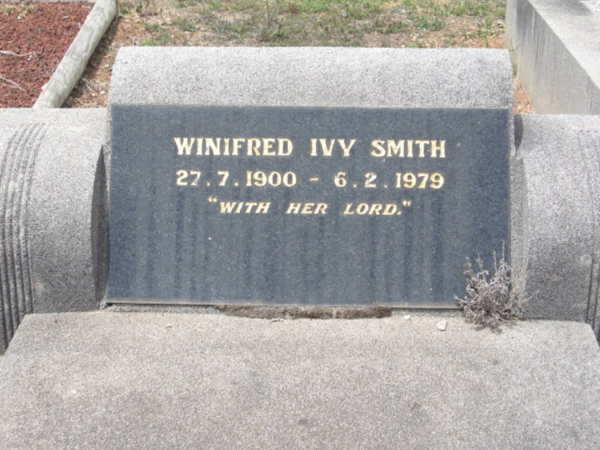 WINIFRED IVY SMITH
27.7.1900 - 6.2.1979
"WITH HER LORD."